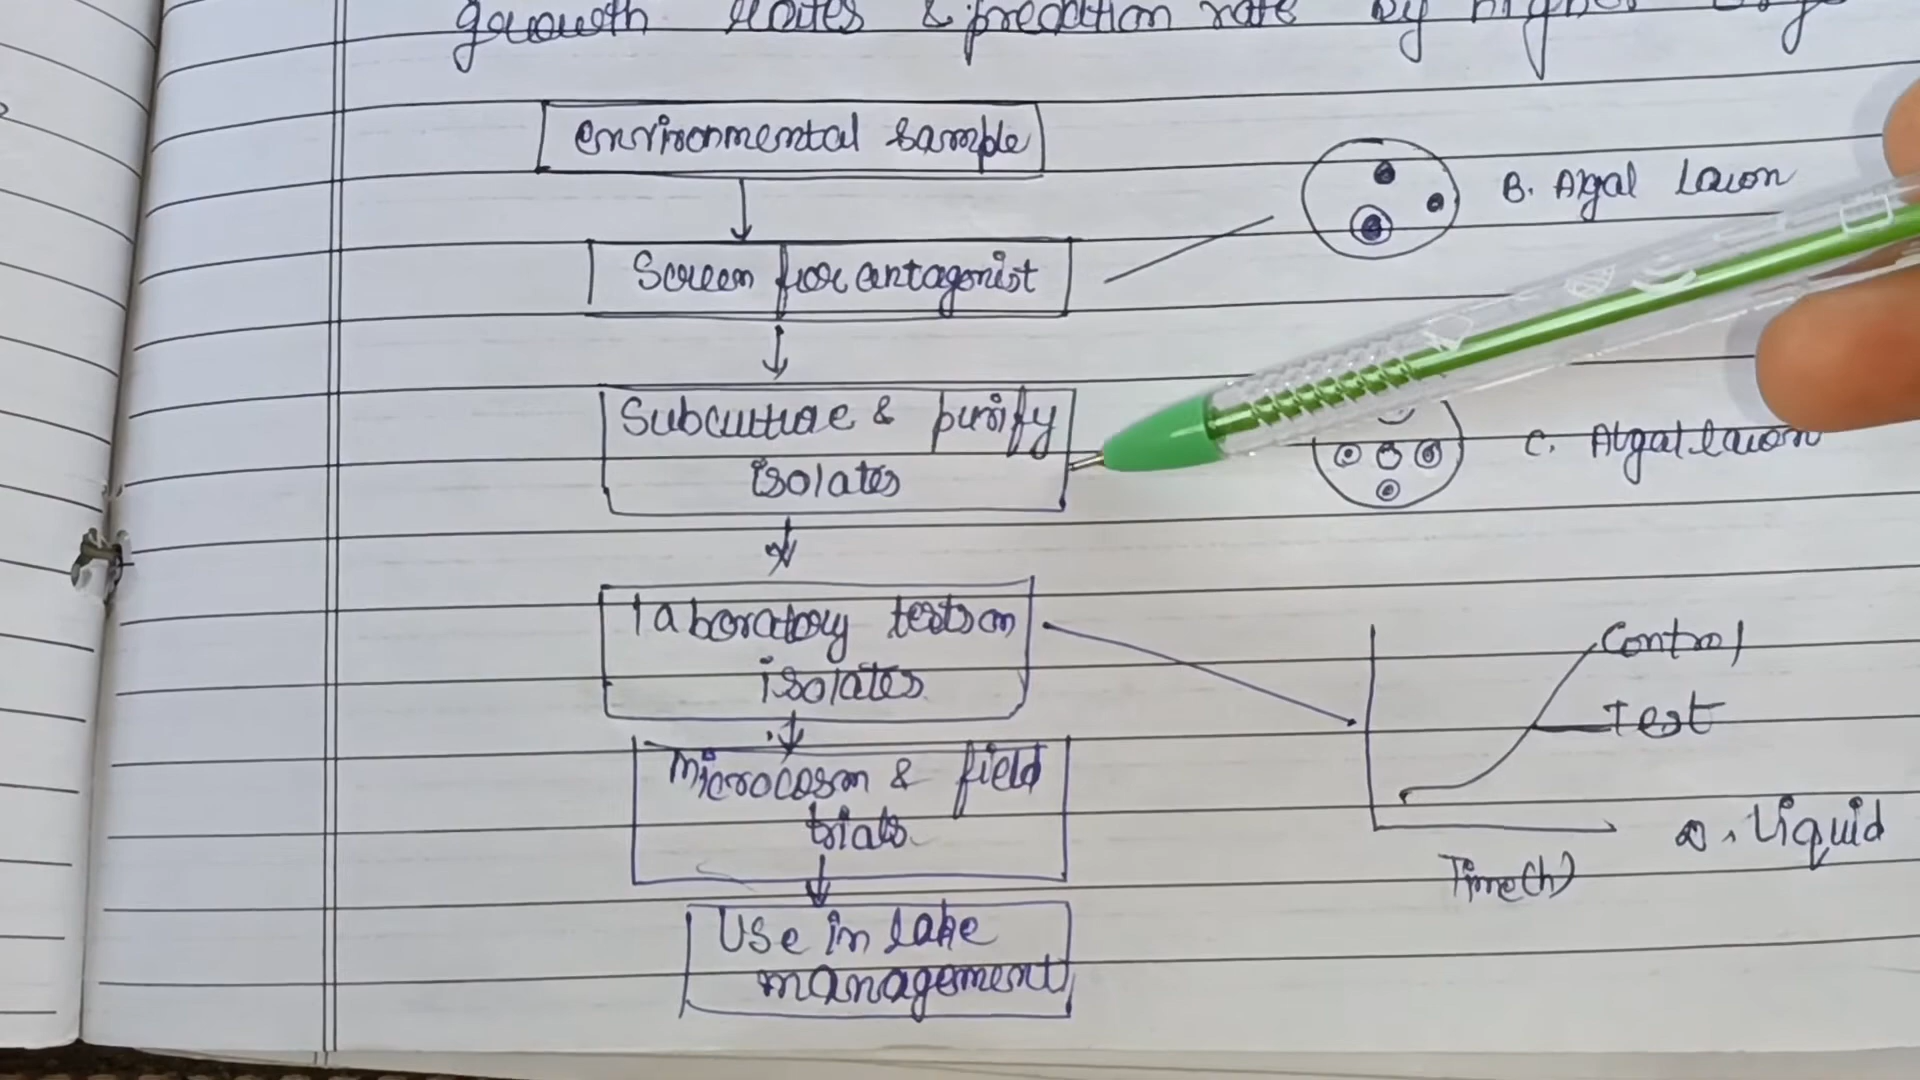 growth rates & predation rate by higher
environmental sample
B. Algal Lawn
Screen for antagonist
Subculture & purify
isolates
C. Algal lawn
laboratory tests on
isolates
Control
Test
Microcosm & field
trials
Liquid
Time(h)
Use in lake
management